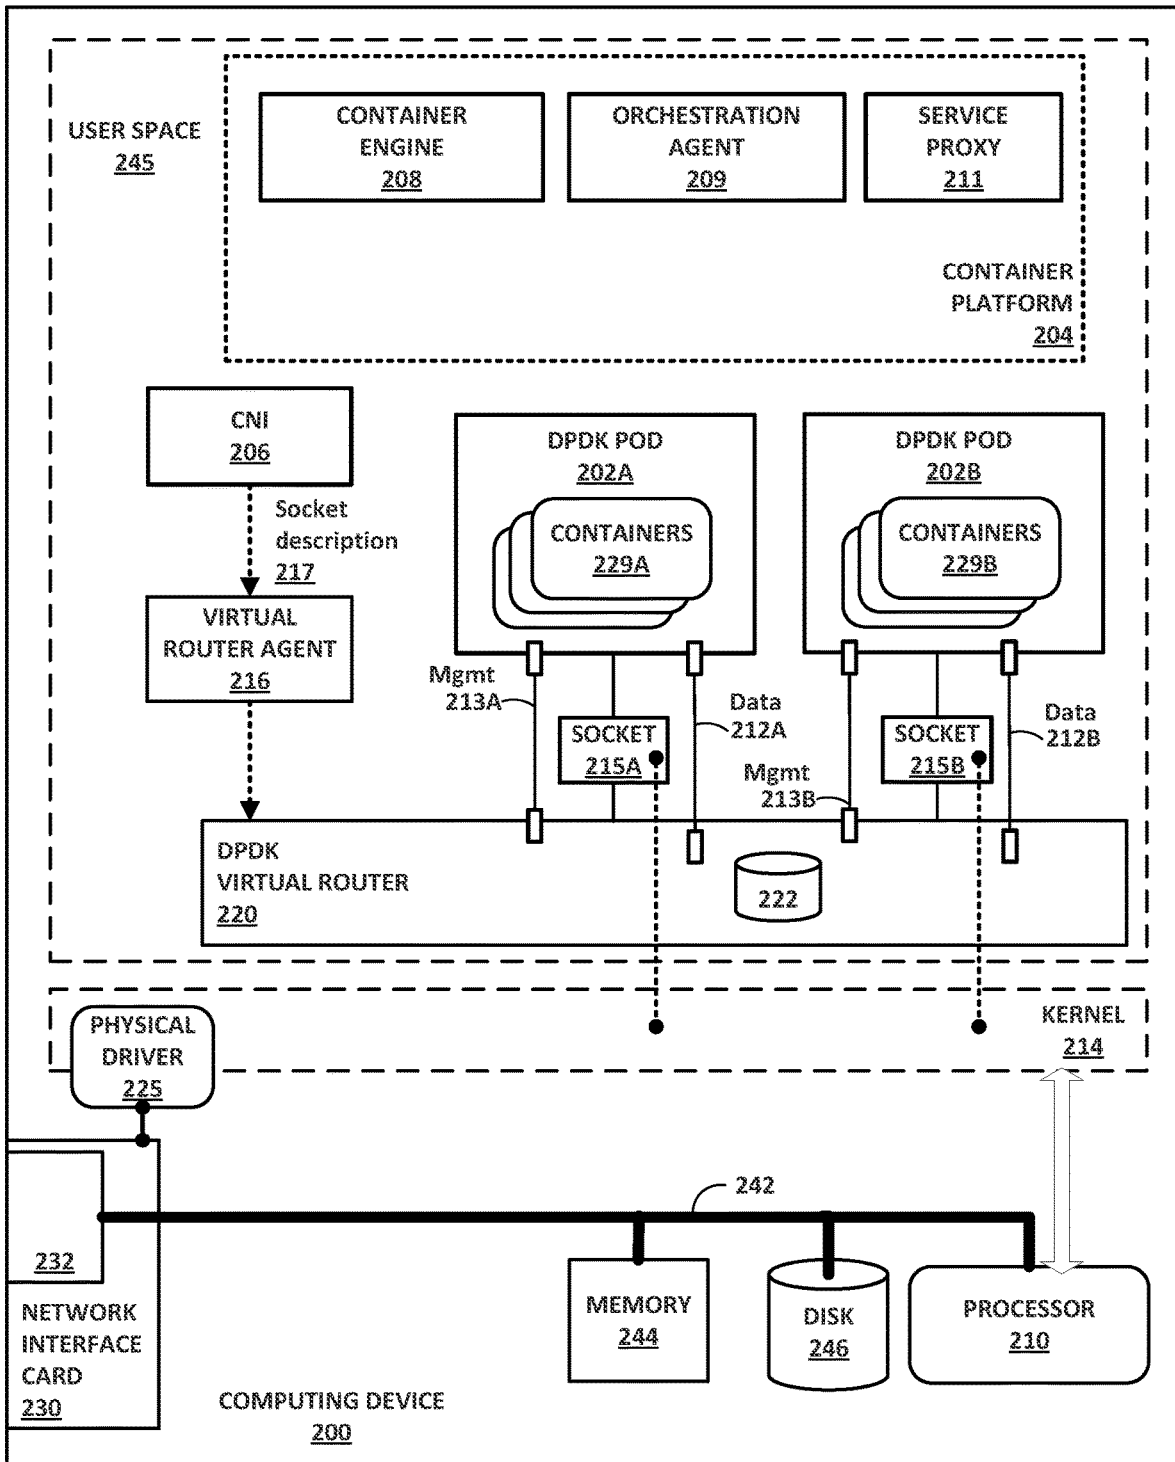 USER SPACE
245
CONTAINER
ENGINE
208
ORCHESTRATION
AGENT
209
SERVICE
PROXY
211
CONTAINER
PLATFORM
204
CNI
206
Socket
description
217
VIRTUAL
ROUTER AGENT
216
DPDK POD
202A
CONTAINERS
229A
DPDK POD
202B
CONTAINERS
229B
Mgmt
213A
SOCKET
215A
Data
212A
Mgmt
213B
SOCKET
215B
Data
212B
DPDK
VIRTUAL ROUTER
220
222
KERNEL
214
PHYSICAL
DRIVER
225
242
232
NETWORK
INTERFACE
CARD
230
MEMORY
244
DISK
246
PROCESSOR
210
COMPUTING DEVICE
200